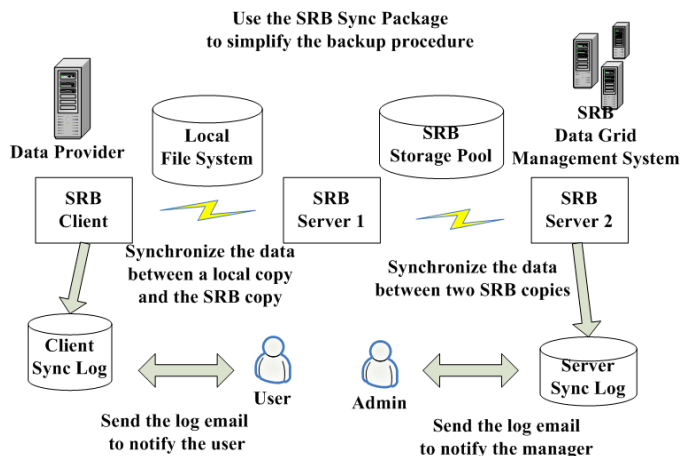 Use the SRB Sync Package
to simplify the backup procedure
Data Provider
Local
File System
SRB
Storage Pool
SRB
Data Grid
Management System
SRB
Client
SRB
Server 1
SRB
Server 2
Synchronize the data
between a local copy
and the SRB copy
Synchronize the data
between two SRB copies
Client
Sync Log
User
Admin
Server
Sync Log
Send the log email
to notify the user
Send the log email
to notify the manager